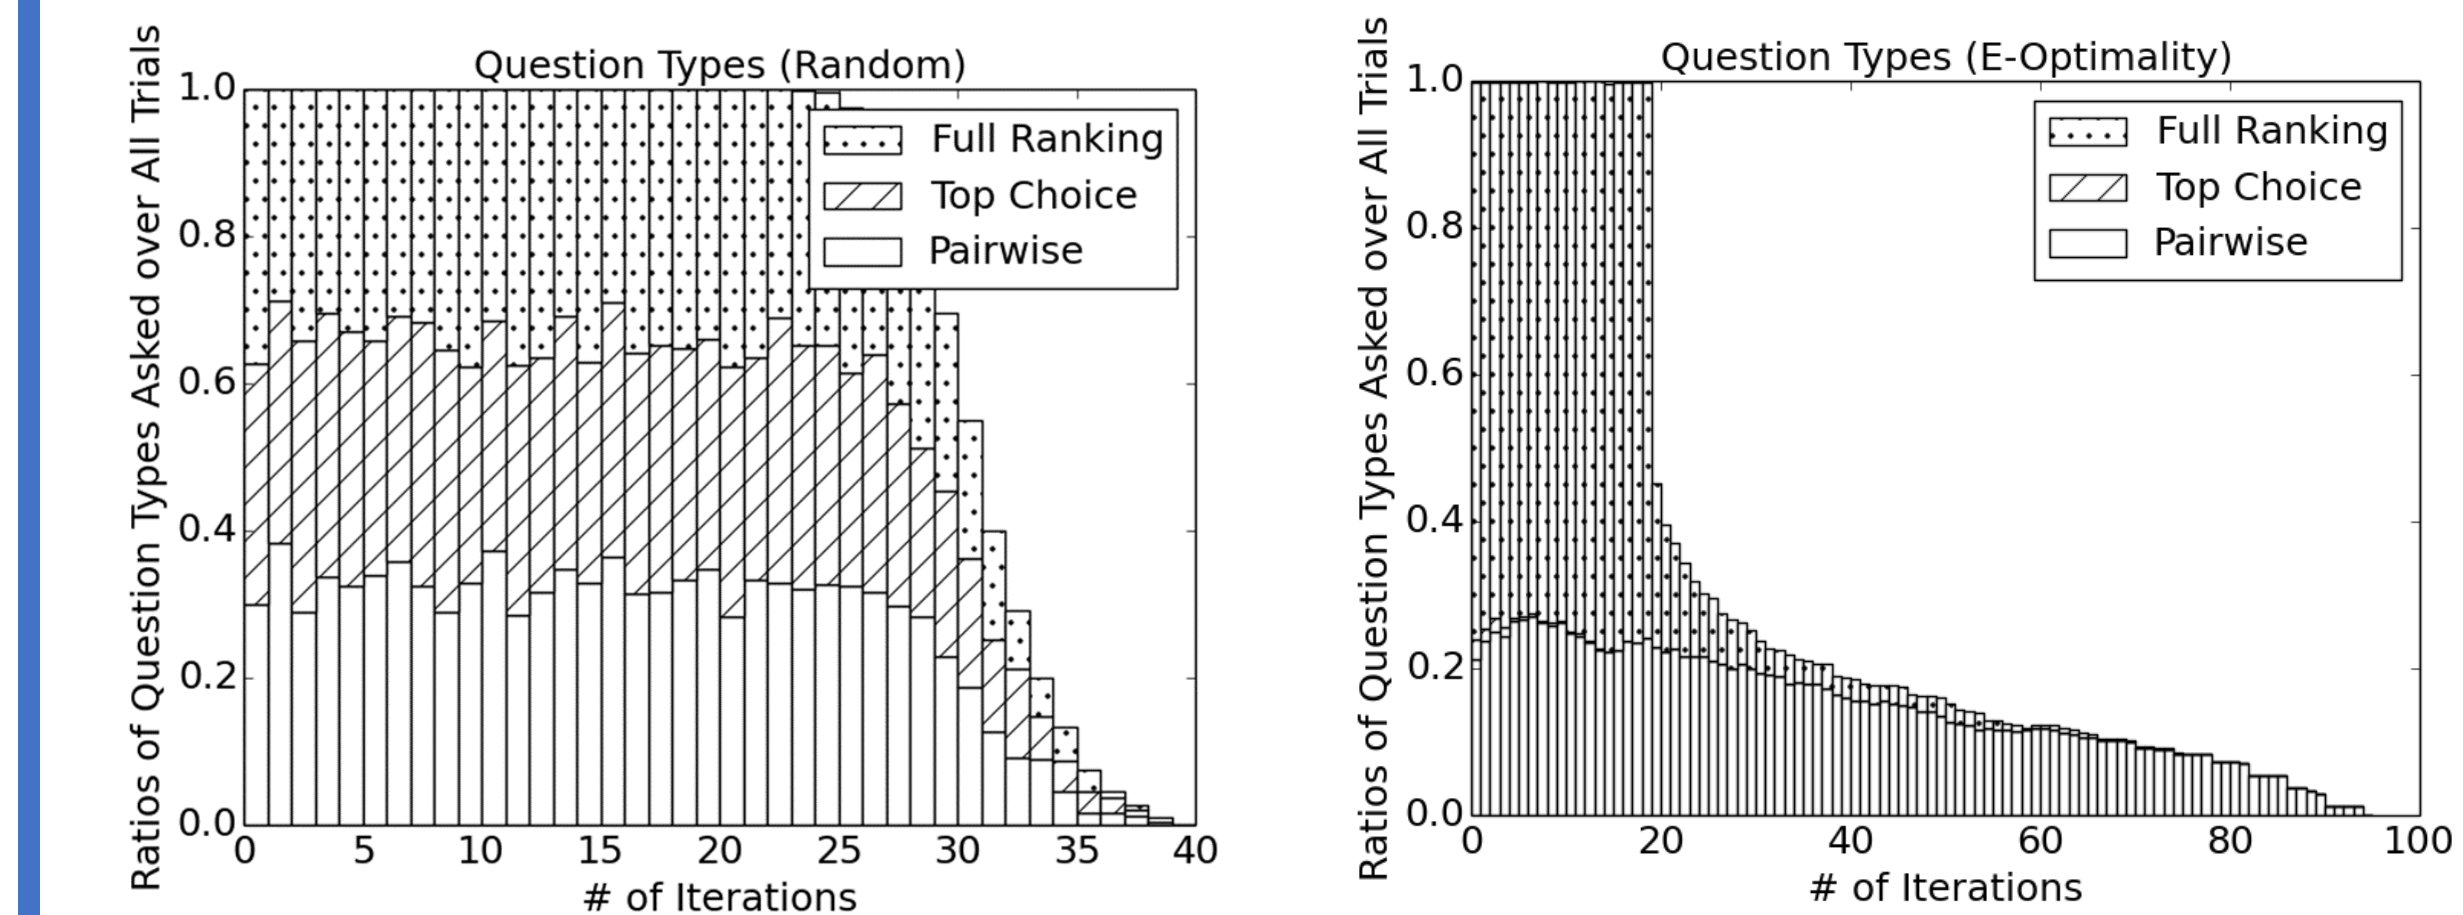 Question Types (Random)
Ratios of Question Types Asked over All Trials
1.0
0.8
0.6
0.4
0.2
0.0
Full Ranking
Top Choice
Pairwise
0 5 10 15 20 25 30 35 40
# of Iterations
Question Types (E-Optimality)
Ratios of Question Types Asked over All Trials
1.0
0.8
0.6
0.4
0.2
0.0
Full Ranking
Top Choice
Pairwise
0 20 40 60 80 100
# of Iterations